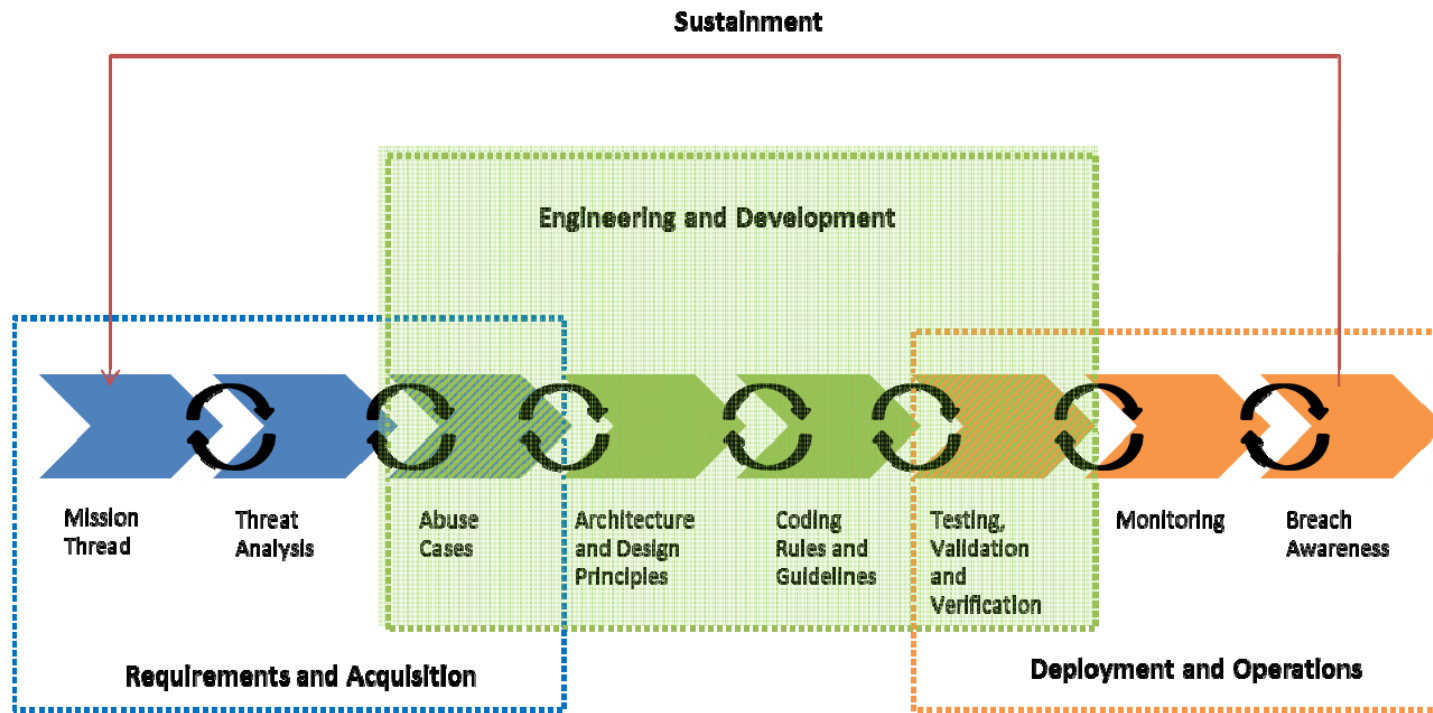 Sustainment
Engineering and Development
Mission
Thread
Threat
Analysis
Abuse
Cases
Architecture
and Design
Principles
Coding
Rules and
Guidelines
Testing,
Validation
and
Verification
Monitoring
Breach
Awareness
Requirements and Acquisition
Deployment and Operations